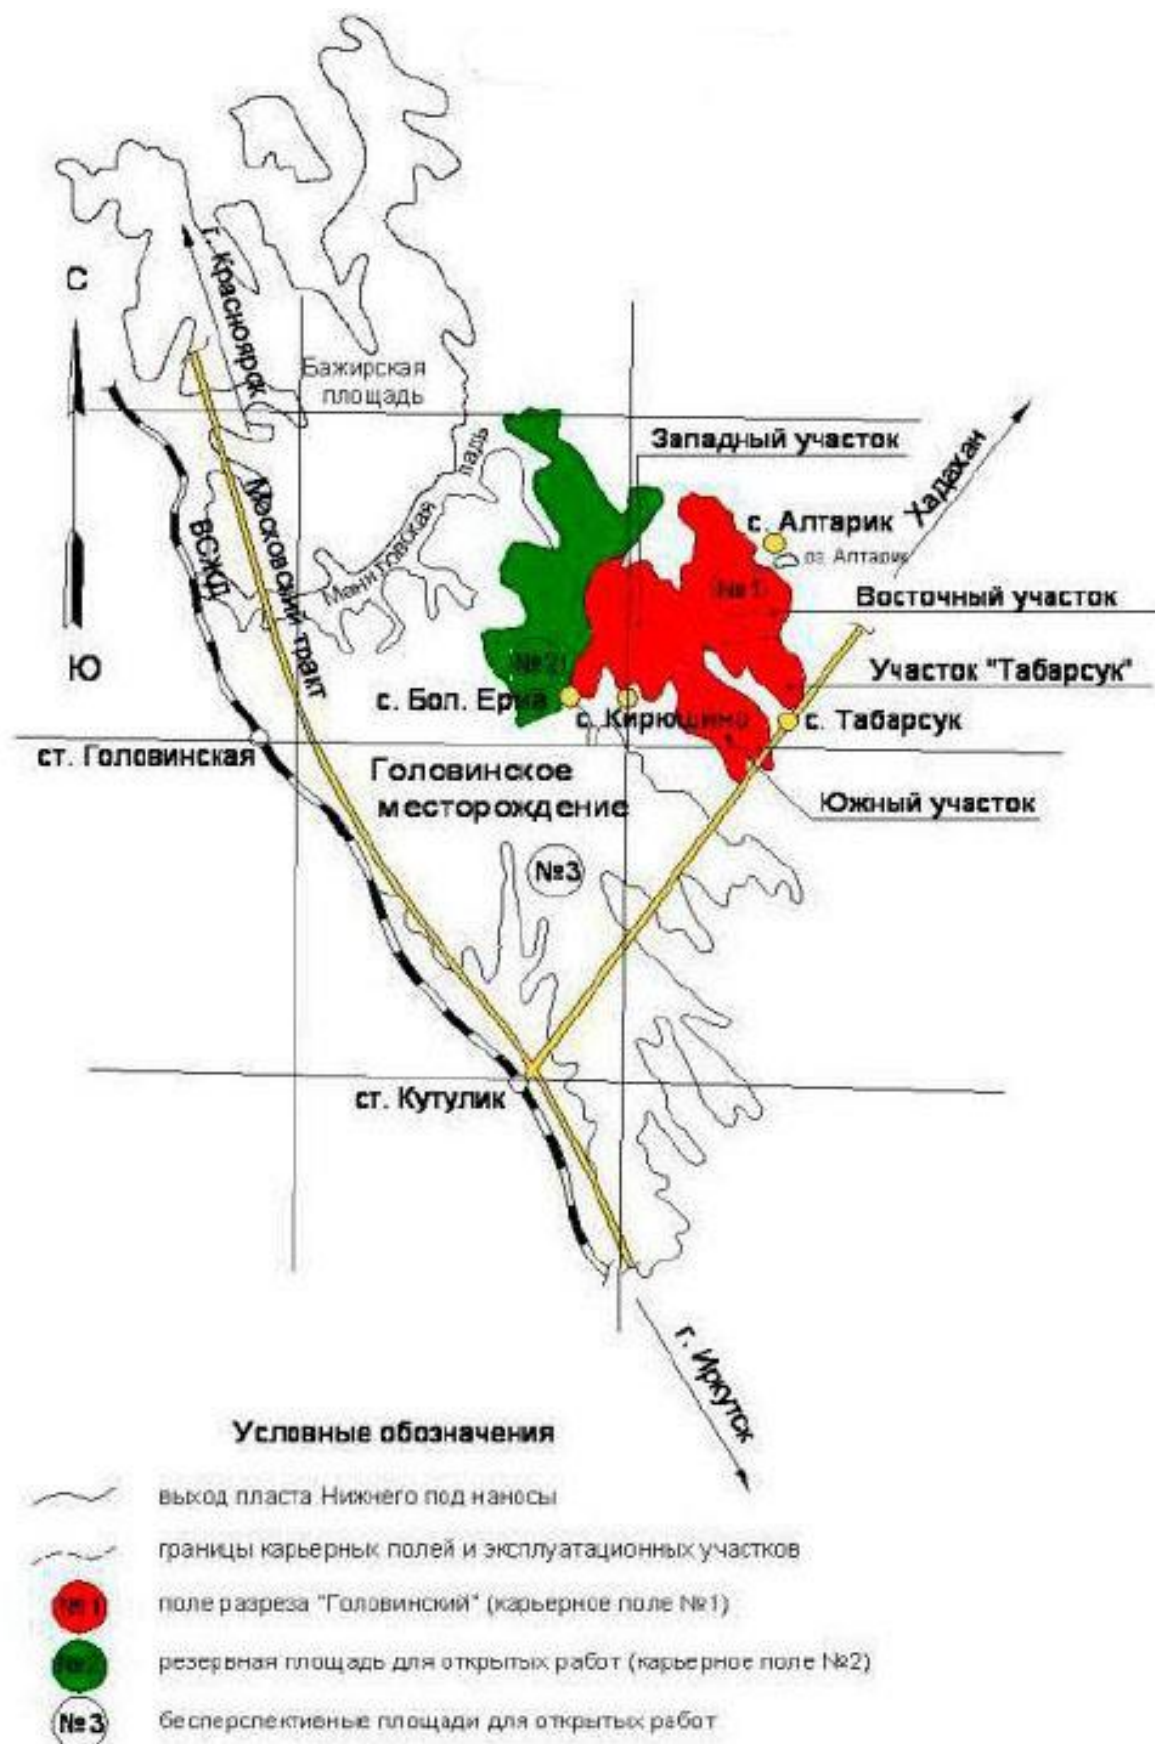 г. Красноярск
С
Бажирская
площадь
Западный участок
Хадахан
падь
Московский тракт
ВСЖД
Манитовская
с. Алтарик
оз. Алтарик
(№1)
Восточный участок
Ю
(№2)
Участок "Табарсук"
с. Бол. Ерма
с. Кирюшино
с. Табарсук
ст. Головинская
Головинское
месторождение
Южный участок
№3
ст. Кутулик
г. Иркутск
Условные обозначения
выход пласта Нижнего под наносы
границы карьерных полей и эксплуатационных участков
№1
поле разреза "Головинский" (карьерное поле №1)
№2
резервная площадь для открытых работ (карьерное поле №2)
№3
бесперспективные площади для открытых работ